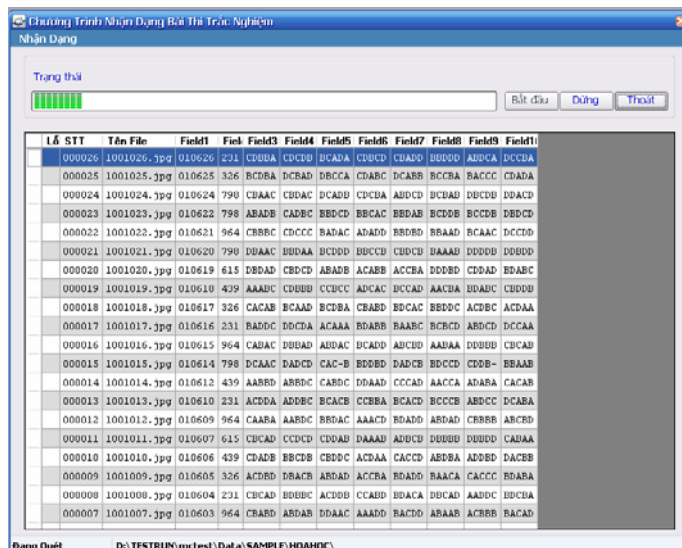 Chương Trình Nhận Dạng Bài Thi Trắc Nghiệm
Nhận Dạng
Trạng thái
Bắt đầu Dừng Thoát
Lỗ STT Tên File Field1 Fiel Field3 Field4 Field5 Field6 Field7 Field8 Field9 Field1
000026 1001026.jpg 010626 231 CDBBA CDCDB BCADA CDBCD CBADD BBDDD ABDCA DCCBA
000025 1001025.jpg 010625 326 BCDBA DCBAD DBCCA CDABC DCABB BCCBA BACCC CDADA
000024 1001024.jpg 010624 798 CBAAC CBDAC DCADB CDCBA ABDCD BCBAB DBCDB DDACD
000023 1001023.jpg 010622 798 ABADB CADBC BBDCD BBCAC BBDAB BCDDB BCCDB DBDCD
000022 1001022.jpg 010621 964 CBBBC CDCCC BADAC ADADD BBDBD BBAAD BCAAC DCCDD
000021 1001021.jpg 010620 798 DBAAC BBDAA BCDDD BBCCB CBDCB BAAAB DDDDB DDBDD
000020 1001020.jpg 010619 615 DBDAD CBDCD ABADB ACABB ACCBA DDDBD CDDAD BDABC
000019 1001019.jpg 010618 439 AAABC CDBBB CCBCC ADCAC BCCAD AACBA BDABC CBDDB
000018 1001018.jpg 010617 326 CACAB BCAAD BCDBA CBABD BDCAC BBDDC ACDBC ACDAA
000017 1001017.jpg 010616 231 BADDC DDCDA ACAAA BDABB BAABC BCBCD ABDCD DCCAA
000016 1001016.jpg 010615 964 CABAC DBBAD ABDAC BCADD ABCBD AABAA DDBBB CBCAB
000015 1001015.jpg 010614 798 DCAAC DADCD CAC-B BDDBD DADCB BDCCD CDDB- BBAAB
000014 1001014.jpg 010612 439 AABBD ABBDC CABDC DDAAD CCCAD AACCA ADABA CACAB
000013 1001013.jpg 010610 231 ACDDA ADDBC BCACB CCBBA BCACD BCCCB ABDCC DCABA
000012 1001012.jpg 010609 964 CAABA AABDC BBDAC AAACD BDADD ABDAD CBBBB ABCBD
000011 1001011.jpg 010607 615 CBCAD CCDCD CDDAB DAAAB ADBCB DBBBB DBBDD CABAA
000010 1001010.jpg 010606 439 CDADB BBCDB CBDDC ACDAA CACCD ABDBA ADDBD DACBB
000009 1001009.jpg 010605 326 ACDBD DBACB ABDAD ACCBA BDADD BAACA CACCC BDABA
000008 1001008.jpg 010604 231 CBCAD BDBBC ACDDB CCABD BDACA DBCAD AADDC BDCBA
000007 1001007.jpg 010603 964 CBABD ABDAB DDAAC AAADD BACDD ABAAB ACBBB BACAD
Đang Quét D:\TESTRUN\mctest\Data\SAMPLE\HOAHOC\